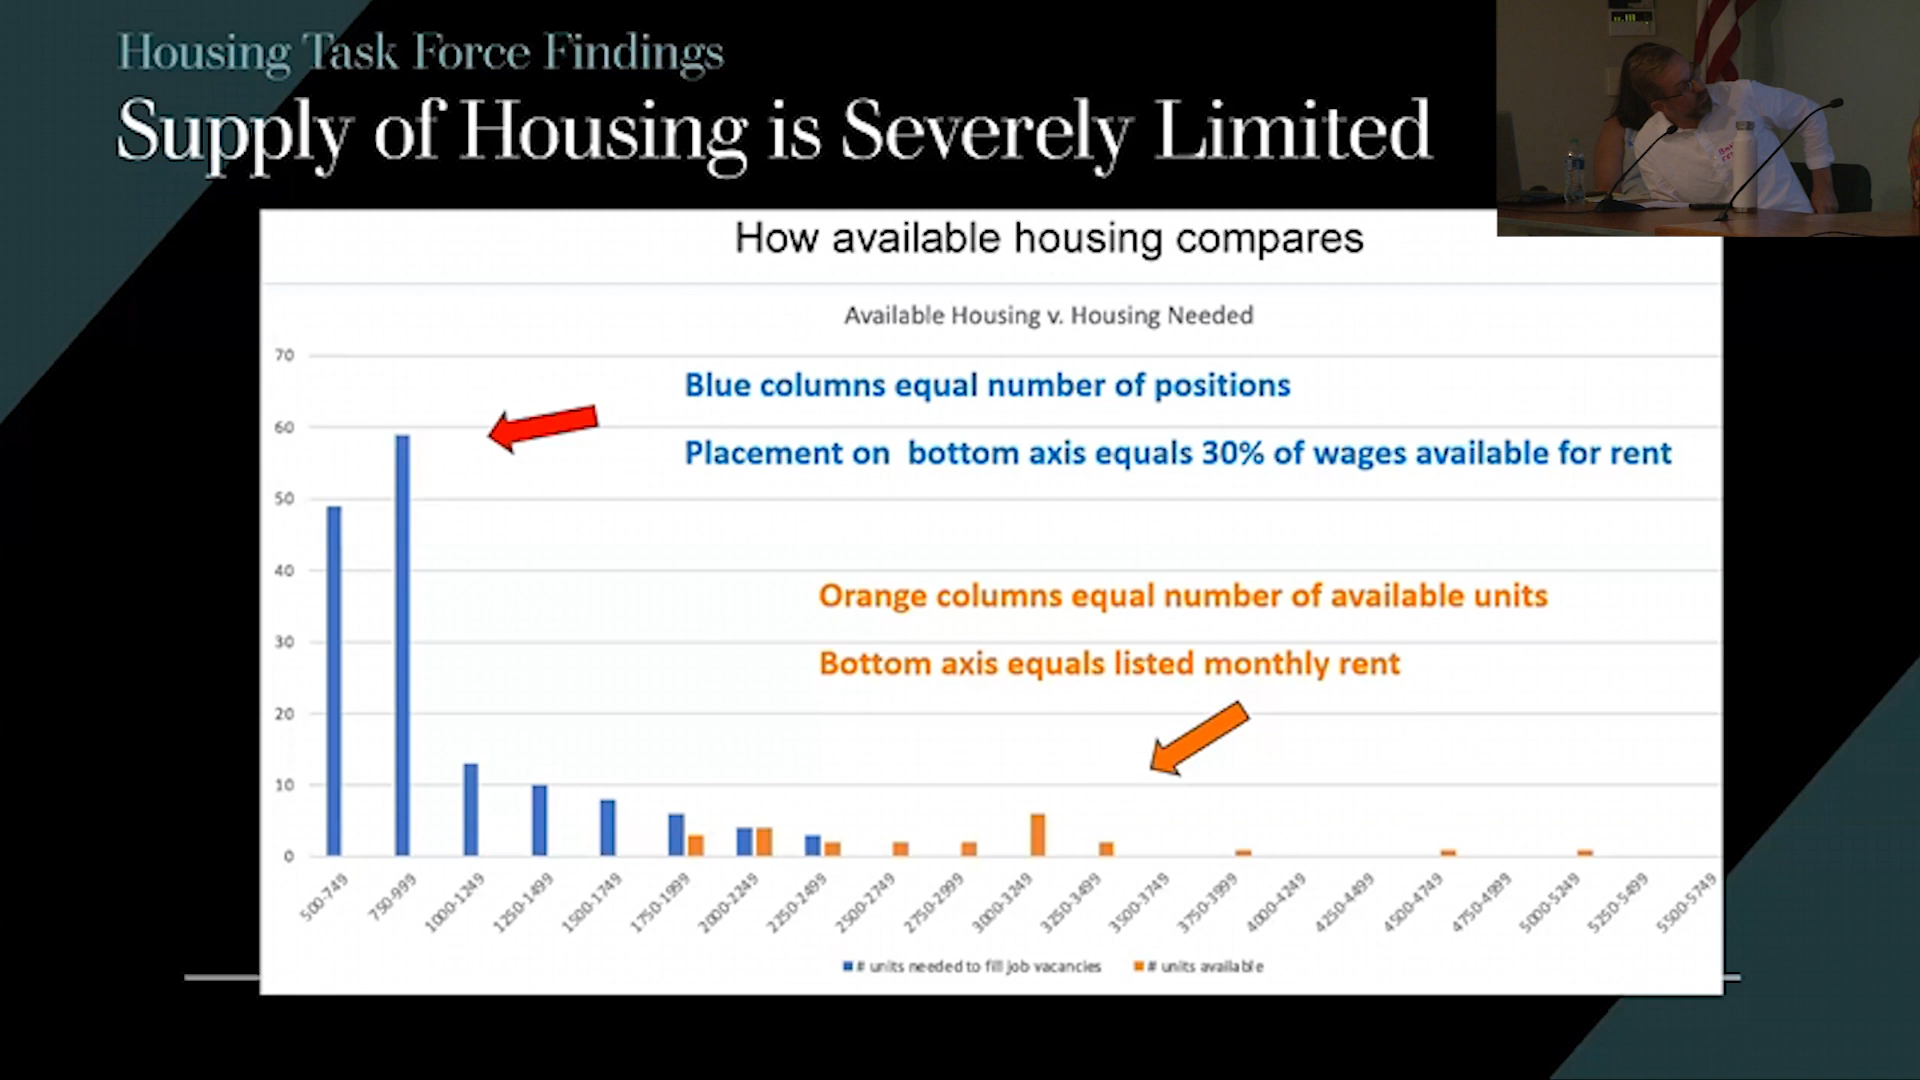 Housing Task Force Findings
Supply of Housing is Severely Limited
How available housing compares
Available Housing v. Housing Needed
70
60
50
40
30
20
10
0
Blue columns equal number of positions
Placement on bottom axis equals 30% of wages available for rent
Orange columns equal number of available units
Bottom axis equals listed monthly rent
500-749
750-999
1000-1249
1250-1499
1500-1749
1750-1999
2000-2249
2250-2499
2500-2749
2750-2999
3000-3249
3250-3499
3500-3749
3750-3999
4000-4249
4250-4499
4500-4749
4750-4999
5000-5249
5250-5499
5500-5749
# units needed to fill job vacancies
# units available